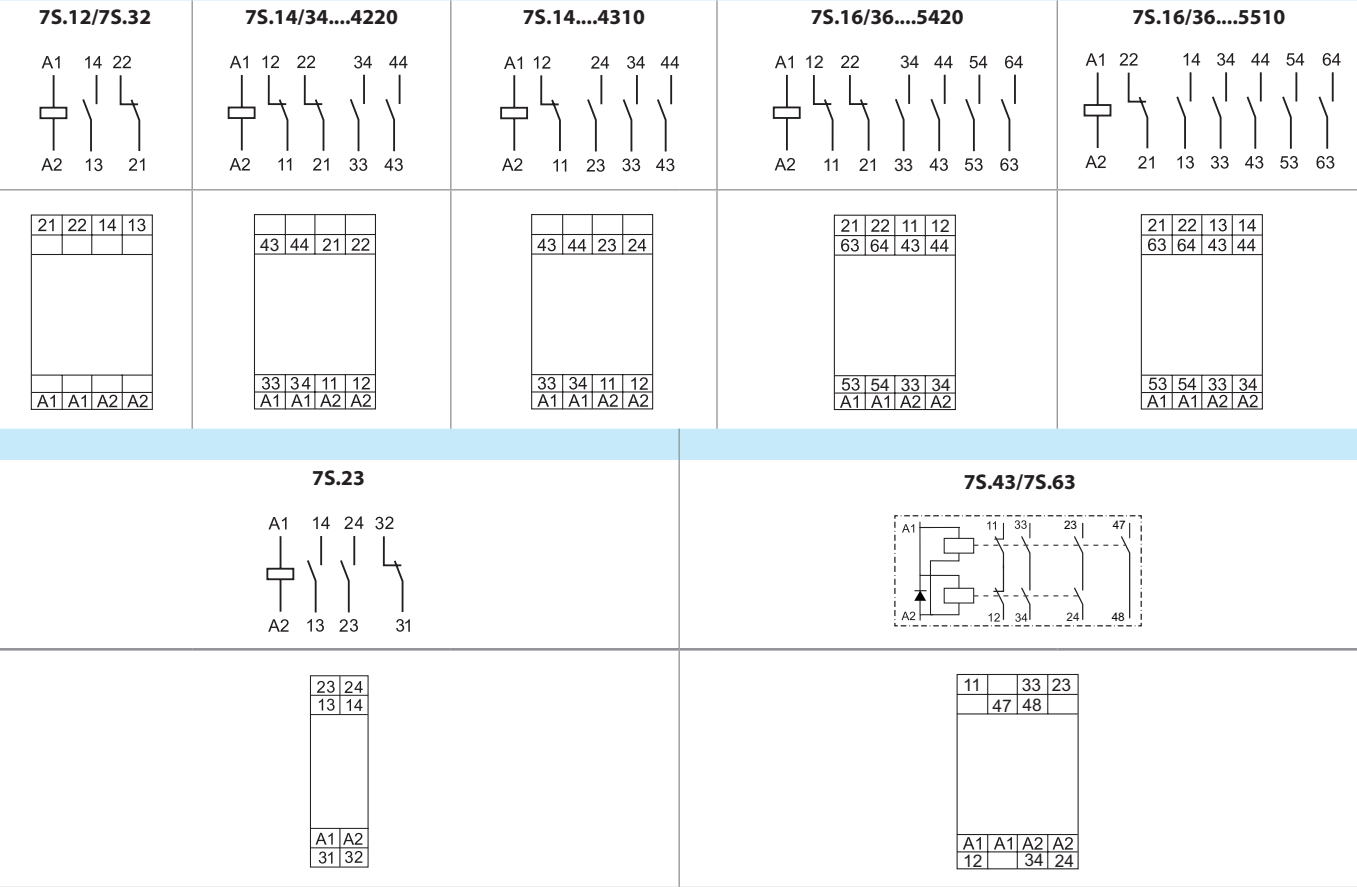 7S.12/7S.32 7S.14/34....4220 7S.14....4310 7S.16/36....5420 7S.16/36....5510
A1 14 22
A2 13 21
A1 12 22 34 44
A2 11 21 33 43
A1 12 24 34 44
A2 11 23 33 43
A1 12 22 34 44 54 64
A2 11 21 33 43 53 63
A1 22 14 34 44 54 64
A2 21 13 33 43 53 63
21 22 14 13
A1 A1 A2 A2
43 44 21 22
33 34 11 12
A1 A1 A2 A2
43 44 23 24
33 34 11 12
A1 A1 A2 A2
21 22 11 12
63 64 43 44
53 54 33 34
A1 A1 A2 A2
21 22 13 14
63 64 43 44
53 54 33 34
A1 A1 A2 A2
7S.23
A1 14 24 32
A2 13 23 31
7S.43/7S.63
A1 11 33 23 47
A2 12 34 24 48
23 24
13 14
A1 A2
31 32
11 33 23
47 48
A1 A1 A2 A2
12 34 24